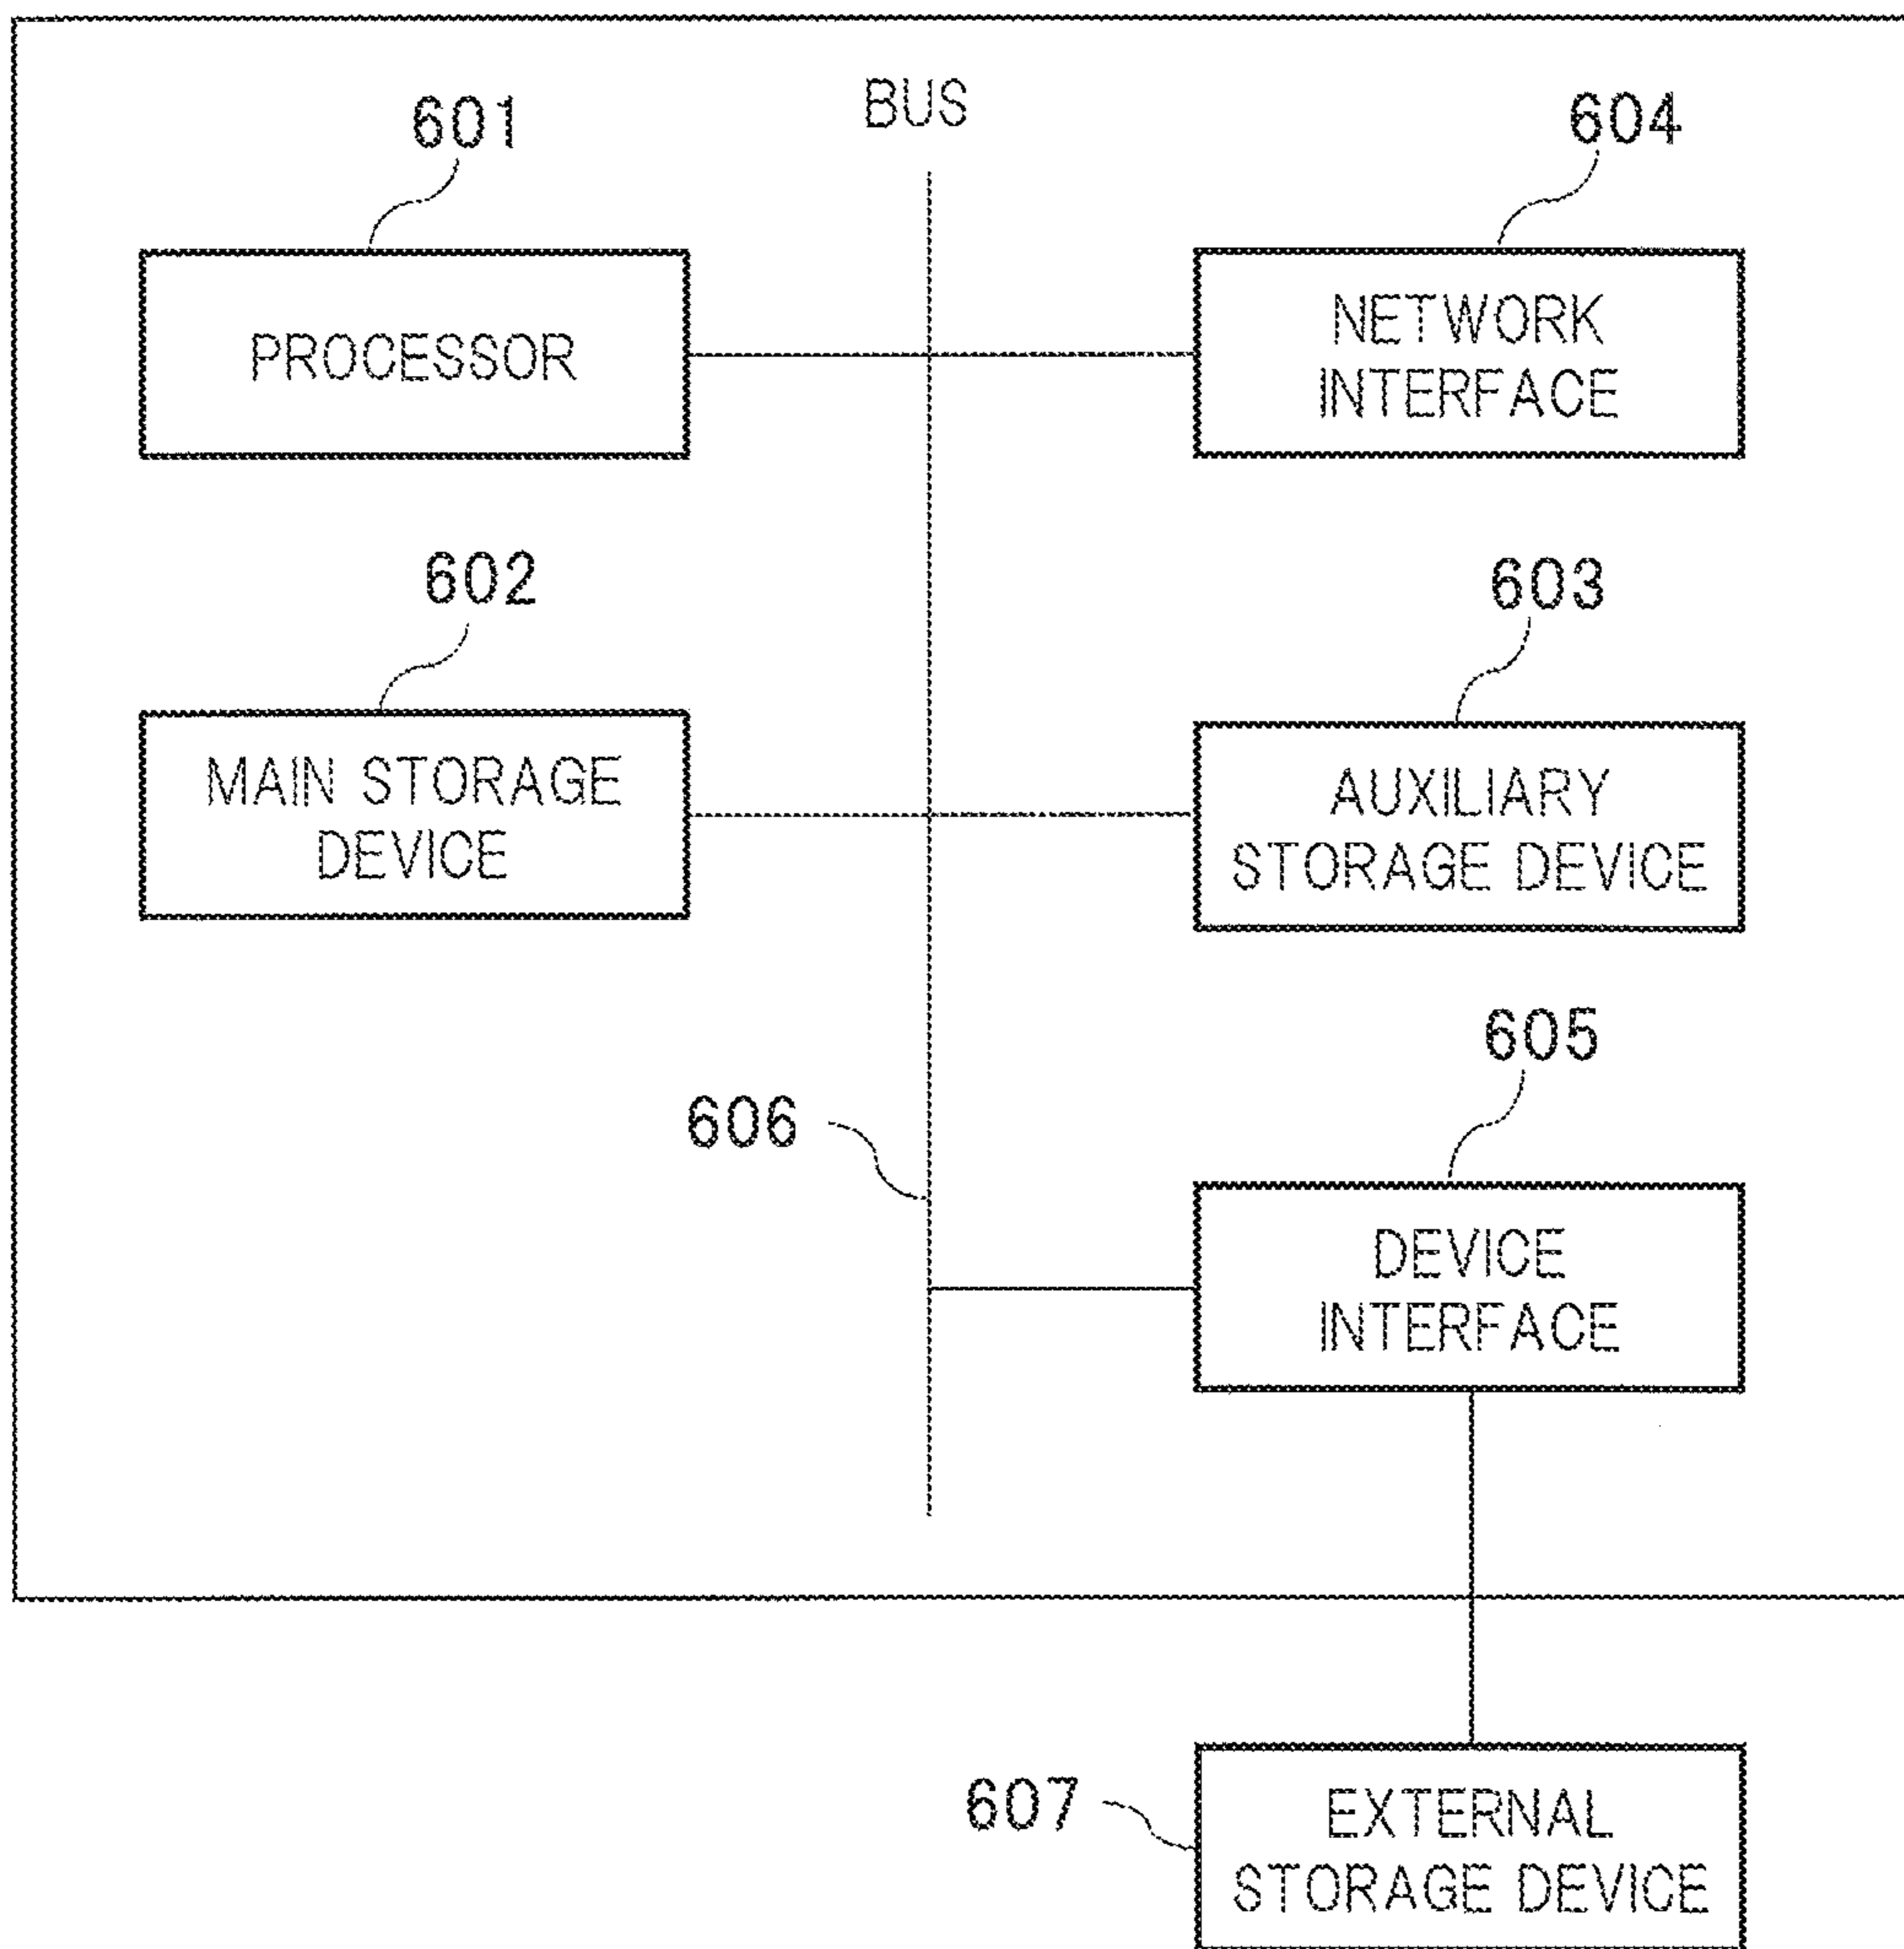 BUS
601
PROCESSOR
604
NETWORK
INTERFACE
602
MAIN STORAGE
DEVICE
603
AUXILIARY
STORAGE DEVICE
606
605
DEVICE
INTERFACE
607
EXTERNAL
STORAGE DEVICE